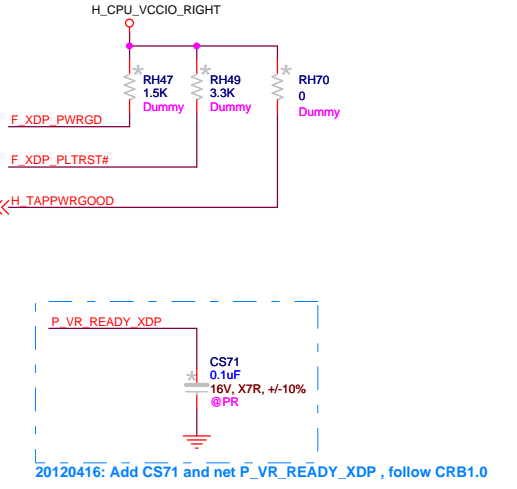 H_CPU_VCCIO_RIGHT
* RH47 * RH49 * RH70
1.5K 3.3K 0
Dummy Dummy Dummy
F_XDP_PWRGD
F_XDP_PLTRST#
H_TAPPWRGOOD
P_VR_READY_XDP
CS71
* 0.1uF
16V, X7R, +/-10%
@PR
20120416: Add CS71 and net P_VR_READY_XDP , follow CRB1.0